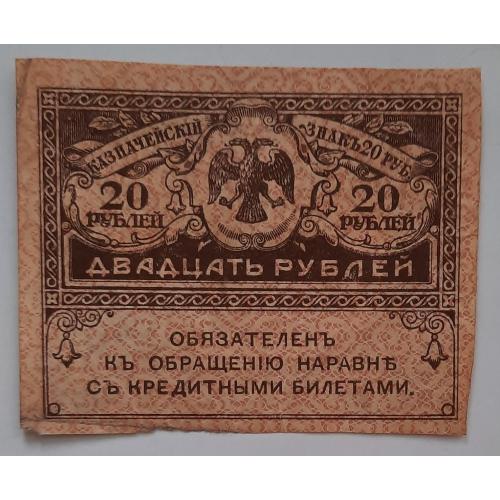 КАЗНАЧЕЙСКІЙ ЗНАКЪ 20 РУБ.
20 20
РУБЛЕЙ РУБЛЕЙ
ДВАДЦАТЬ РУБЛЕЙ
ОБЯЗАТЕЛЕНЪ
КЪ ОБРАЩЕНІЮ НАРАВНѢ
СЪ КРЕДИТНЫМИ БИЛЕТАМИ.